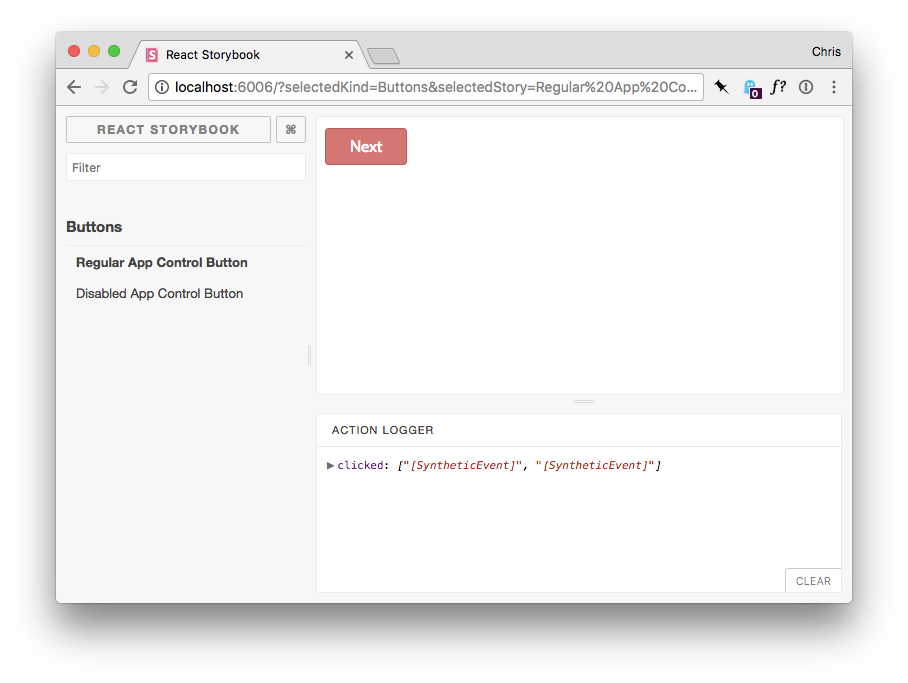 React Storybook
Chris
localhost:6006/?selectedKind=Buttons&selectedStory=Regular%20App%20Co...
0
f?
REACT STORYBOOK
⌘
Filter
Buttons
Regular App Control Button
Disabled App Control Button
Next
ACTION LOGGER
▶clicked: ["[SyntheticEvent]", "[SyntheticEvent]"]
CLEAR